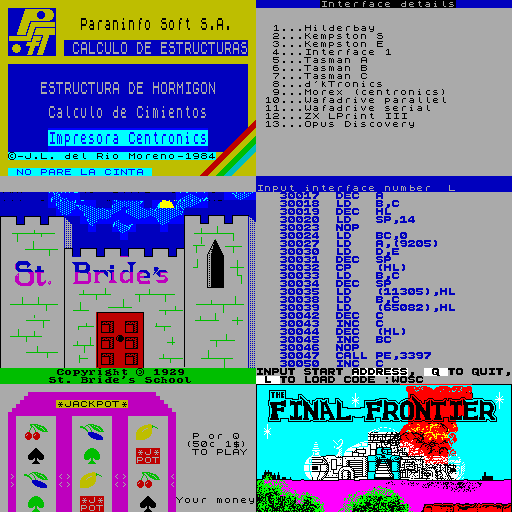 Paraninfo Soft S.A.
CALCULO DE ESTRUCTURAS
ESTRUCTURA DE HORMIGON
Calculo de Cimientos
Impresora Centronics
©-J.L. del Rio Moreno-1984
NO PARE LA CINTA
Interface details
1...Hilderbay
2...Kempston S
3...Kempston E
4...Interface 1
5...Tasman A
6...Tasman B
7...Tasman C
8...d'kTronics
9...Morex (centronics)
10...Wafadrive parallel
11...Wafadrive serial
12...ZX LPrint III
13...Opus Discovery
Input interface number L
St. Bride's
Copyright © 1929
St. Bride's School
30017 DEC A
30018 LD B,C
30019 DEC HL
30020 LD SP,14
30023 NOP
30024 LD BC,0
30027 LD A,(9205)
30030 LD D,E
30031 DEC SP
30032 CP (HL)
30033 LD B,C
30034 DEC SP
30035 LD (11305),HL
30038 LD B,C
30039 LD (65082),HL
30042 DEC C
30043 INC C
30044 DEC (HL)
30045 INC BC
30046 NOP
30047 CALL PE,3397
30050 INC C
INPUT START ADDRESS, Q TO QUIT,
L TO LOAD CODE :WOSC
*JACKPOT*
*J*
POT
*J*
POT
P or Q
(50c 1$)
TO PLAY
Your money
THE
FINAL FRONTIER